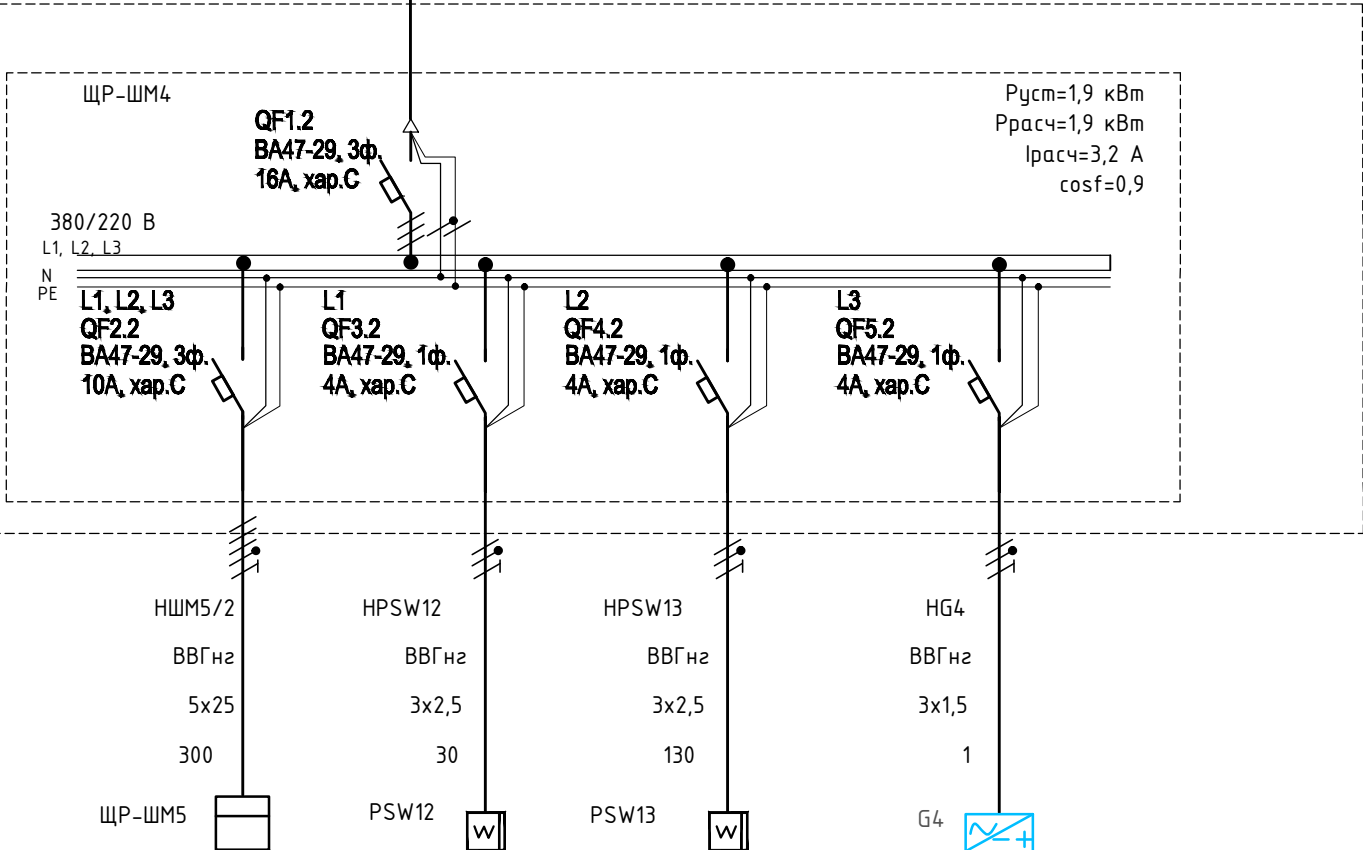 ЩР-ШМ4
QF1.2
ВА47-29, 3ф.
16А, хар.С
Руст=1,9 кВт
Ррасч=1,9 кВт
Iрасч=3,2 А
cosf=0,9
380/220 В
L1, L2, L3
N
PE
L1, L2, L3
QF2.2
ВА47-29, 3ф.
10А, хар.С
L1
QF3.2
ВА47-29, 1ф.
4А, хар.С
L2
QF4.2
ВА47-29, 1ф.
4А, хар.С
L3
QF5.2
ВА47-29, 1ф.
4А, хар.С
НШМ5/2
ВВГнг
5х25
300
ЩР-ШМ5
HPSW12
ВВГнг
3х2,5
30
PSW12
W
HPSW13
ВВГнг
3х2,5
130
PSW13
W
HG4
ВВГнг
3х1,5
1
G4